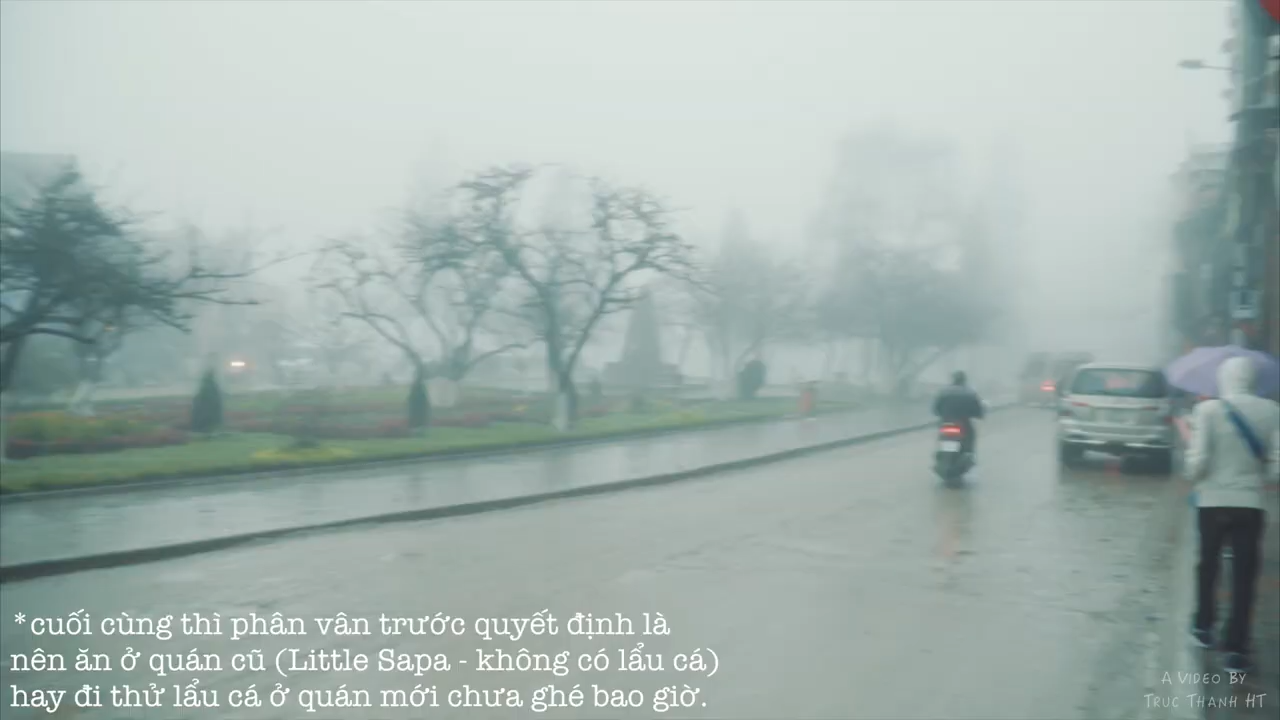 *cuối cùng thì phân vân trước quyết định là
nên ăn ở quán cũ (Little Sapa - không có lẩu cá)
hay đi thử lẩu cá ở quán mới chưa ghé bao giờ.
A Video By
Truc Thanh HT